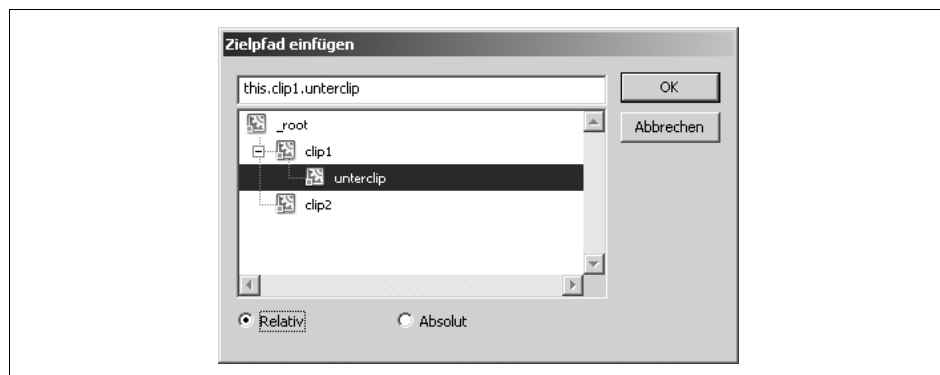 Zielpfad einfügen
this.clip1.unterclip
OK
_root
Abbrechen
clip1
unterclip
clip2
Relativ
Absolut